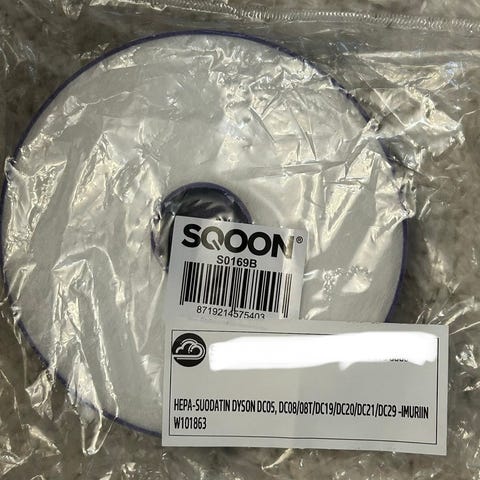 SQOON®
S0169B
8719214575403
HEPA-SUODATIN DYSON DC05, DC08/08T/DC19/DC20/DC21/DC29 -IMURIIN
W101863